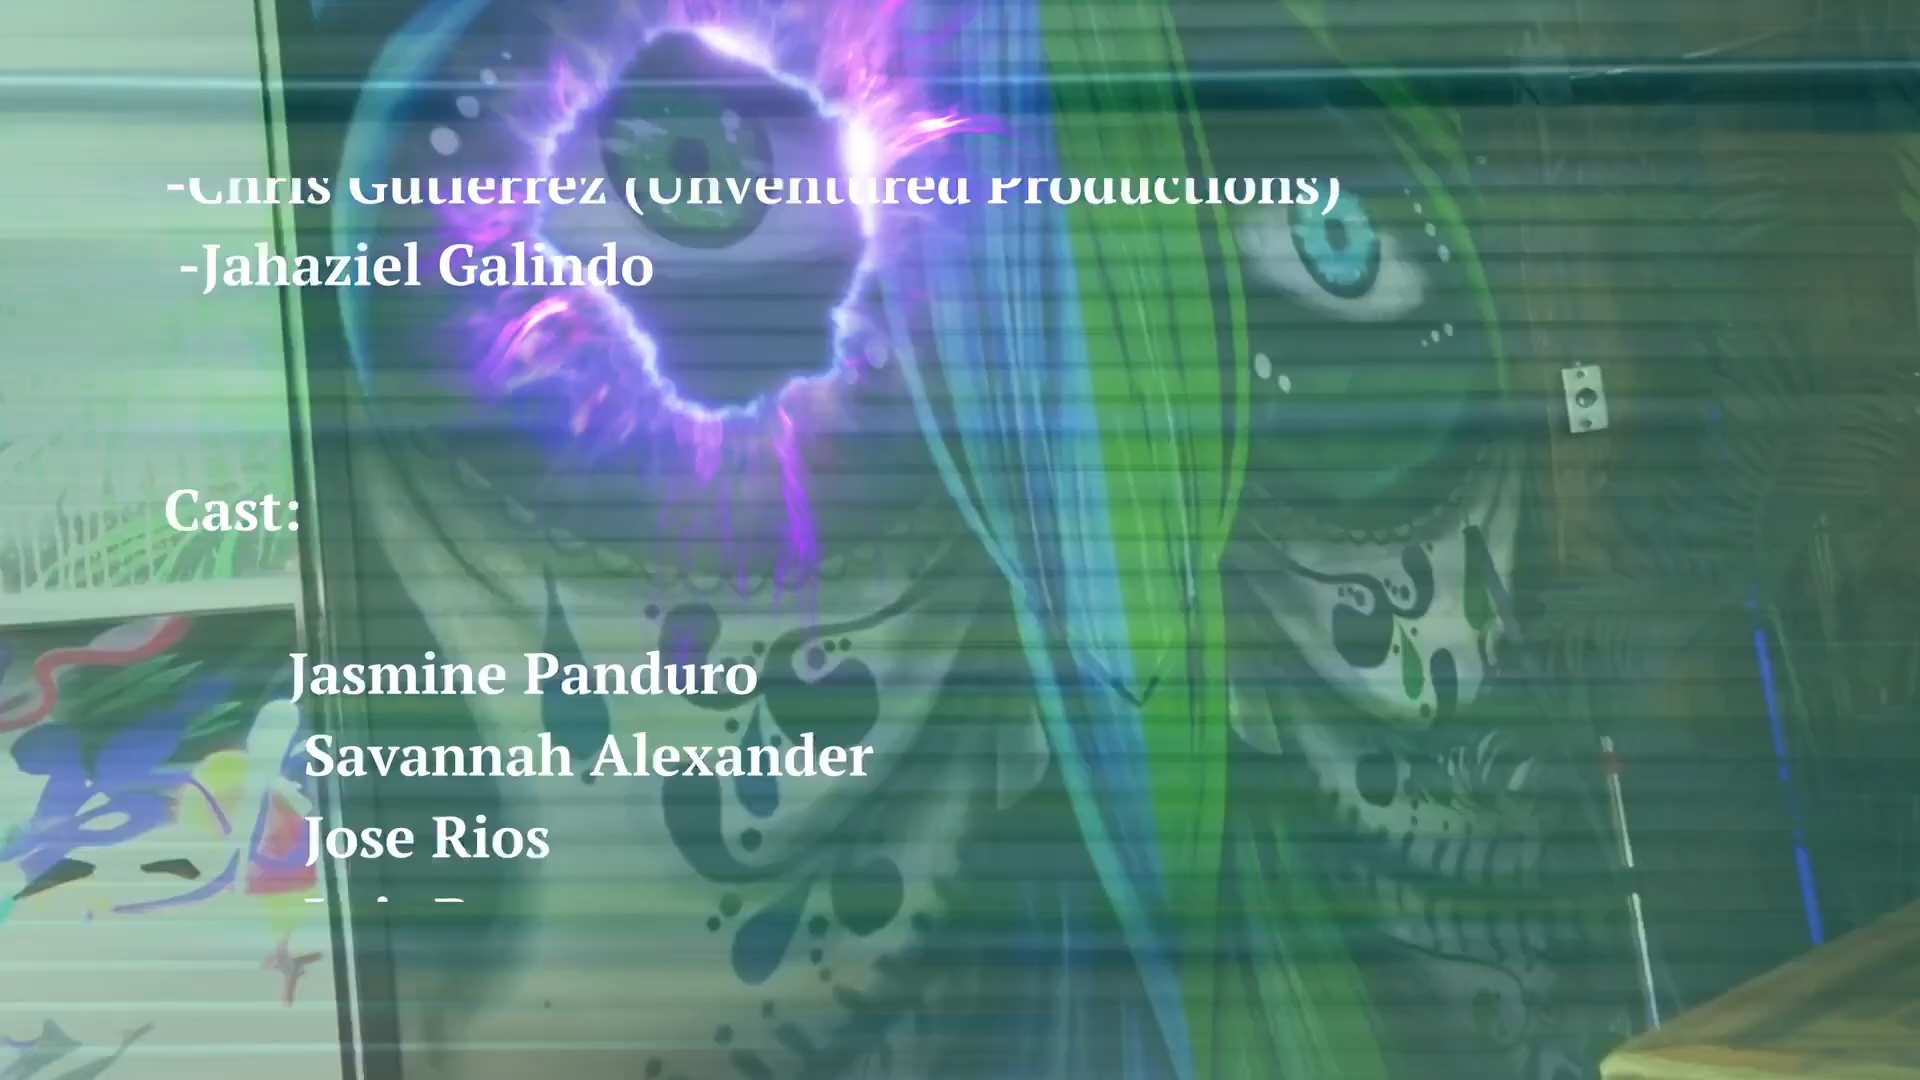 -Chris Gutierrez (Unventured Productions)
-Jahaziel Galindo
Cast:
Jasmine Panduro
Savannah Alexander
Jose Rios